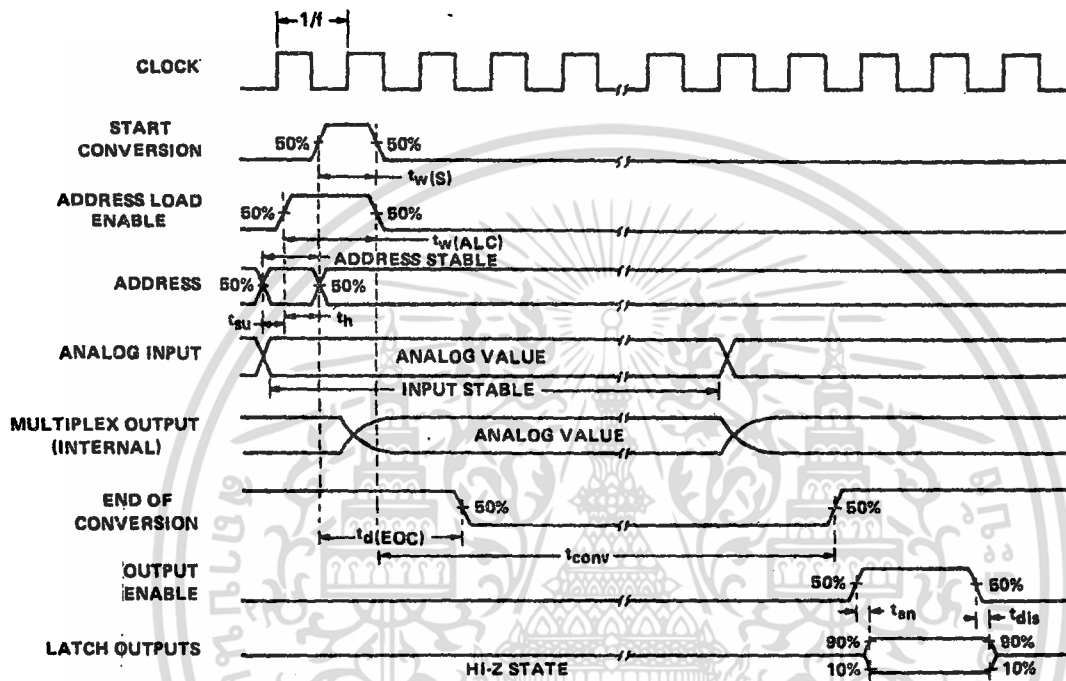 1/f
CLOCK
START
CONVERSION
50% 50%
tw(S)
ADDRESS LOAD
ENABLE
50% 50%
tw(ALC)
ADDRESS STABLE
ADDRESS
50% 50%
tsu th
ANALOG INPUT
ANALOG VALUE
INPUT STABLE
MULTIPLEX OUTPUT
(INTERNAL)
ANALOG VALUE
END OF
CONVERSION
50% 50%
td(EOC)
tconv
OUTPUT
ENABLE
50% 50%
ten tdis
LATCH OUTPUTS
90% 90%
HI-Z STATE
10% 10%